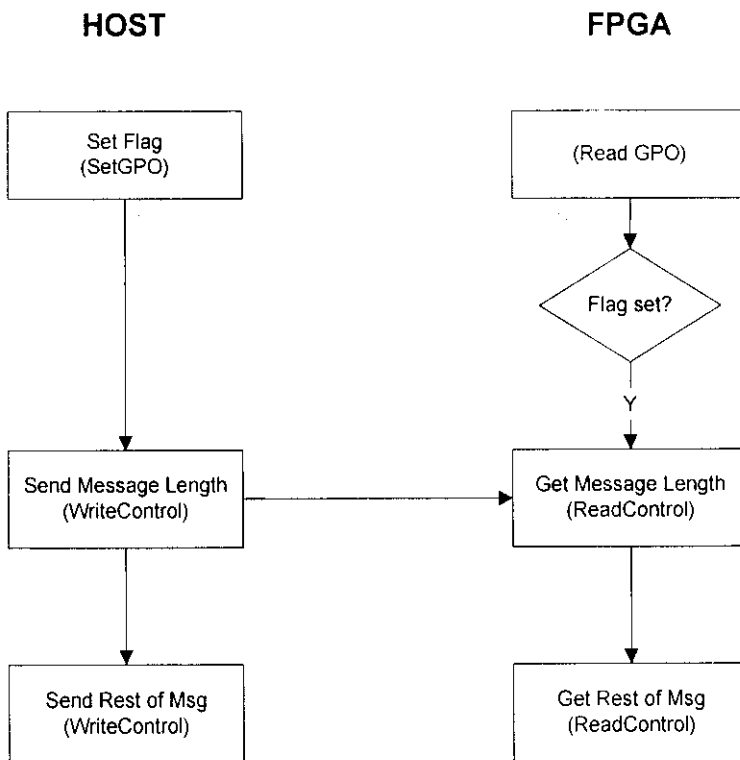 HOST
FPGA
Set Flag
(SetGPO)
(Read GPO)
Flag set?
Y
Send Message Length
(WriteControl)
Get Message Length
(ReadControl)
Send Rest of Msg
(WriteControl)
Get Rest of Msg
(ReadControl)